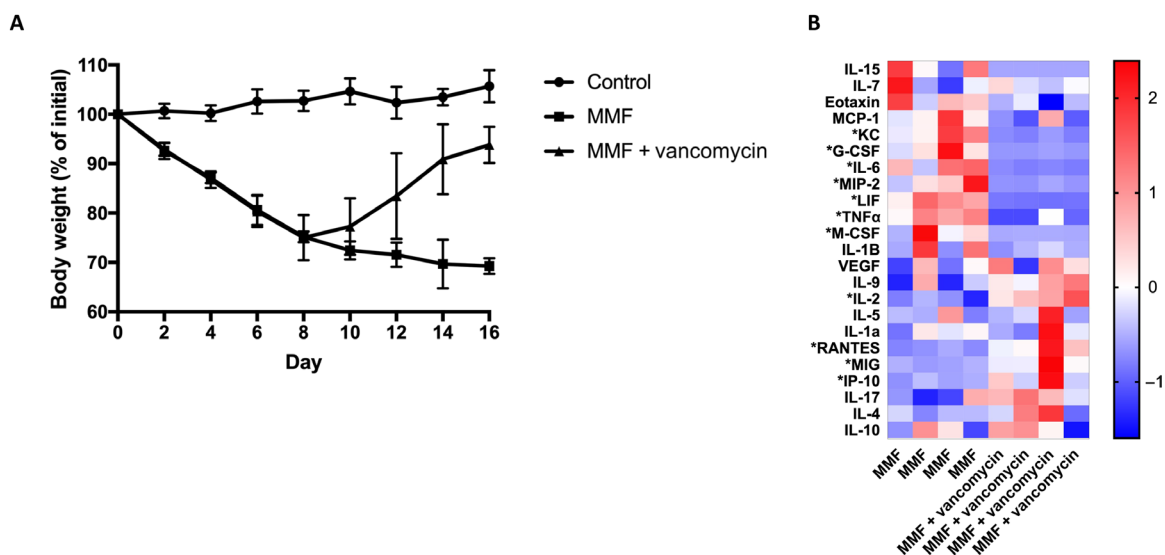 A
Body weight (% of initial)
110
100
90
80
70
60
0 2 4 6 8 10 12 14 16
Day
Control
MMF
MMF + vancomycin
B
IL-15
IL-7
Eotaxin
MCP-1
*KC
*G-CSF
*IL-6
*MIP-2
*LIF
*TNFα
*M-CSF
IL-1B
VEGF
IL-9
*IL-2
IL-5
IL-1a
*RANTES
*MIG
*IP-10
IL-17
IL-4
IL-10
MMF
MMF
MMF
MMF
MMF + vancomycin
MMF + vancomycin
MMF + vancomycin
MMF + vancomycin
2
1
0
−1